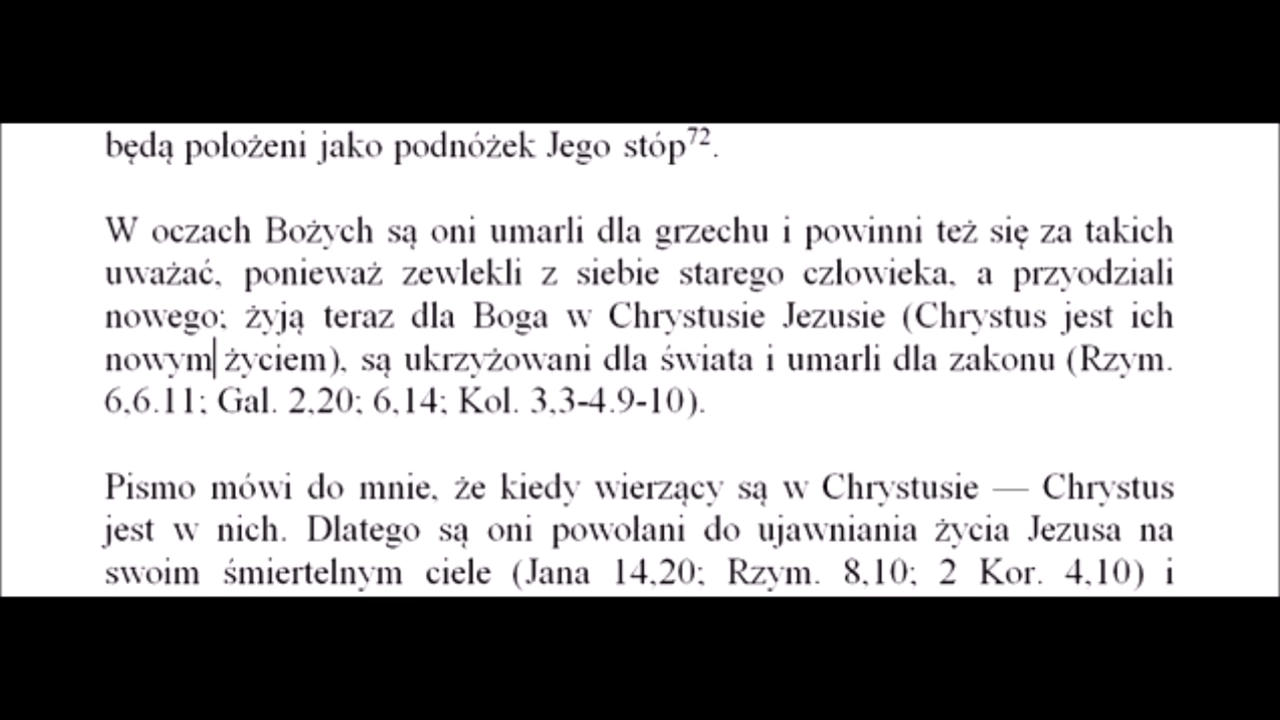 będą położeni jako podnóżek Jego stóp72.
W oczach Bożych są oni umarli dla grzechu i powinni też się za takich
uważać, ponieważ zewlekli z siebie starego człowieka, a przyodziali
nowego; żyją teraz dla Boga w Chrystusie Jezusie (Chrystus jest ich
nowym życiem), są ukrzyżowani dla świata i umarli dla zakonu (Rzym.
6,6.11; Gal. 2,20; 6,14; Kol. 3,3-4.9-10).
Pismo mówi do mnie, że kiedy wierzący są w Chrystusie — Chrystus
jest w nich. Dlatego są oni powołani do ujawniania życia Jezusa na
swoim śmiertelnym ciele (Jana 14,20; Rzym. 8,10; 2 Kor. 4,10) i